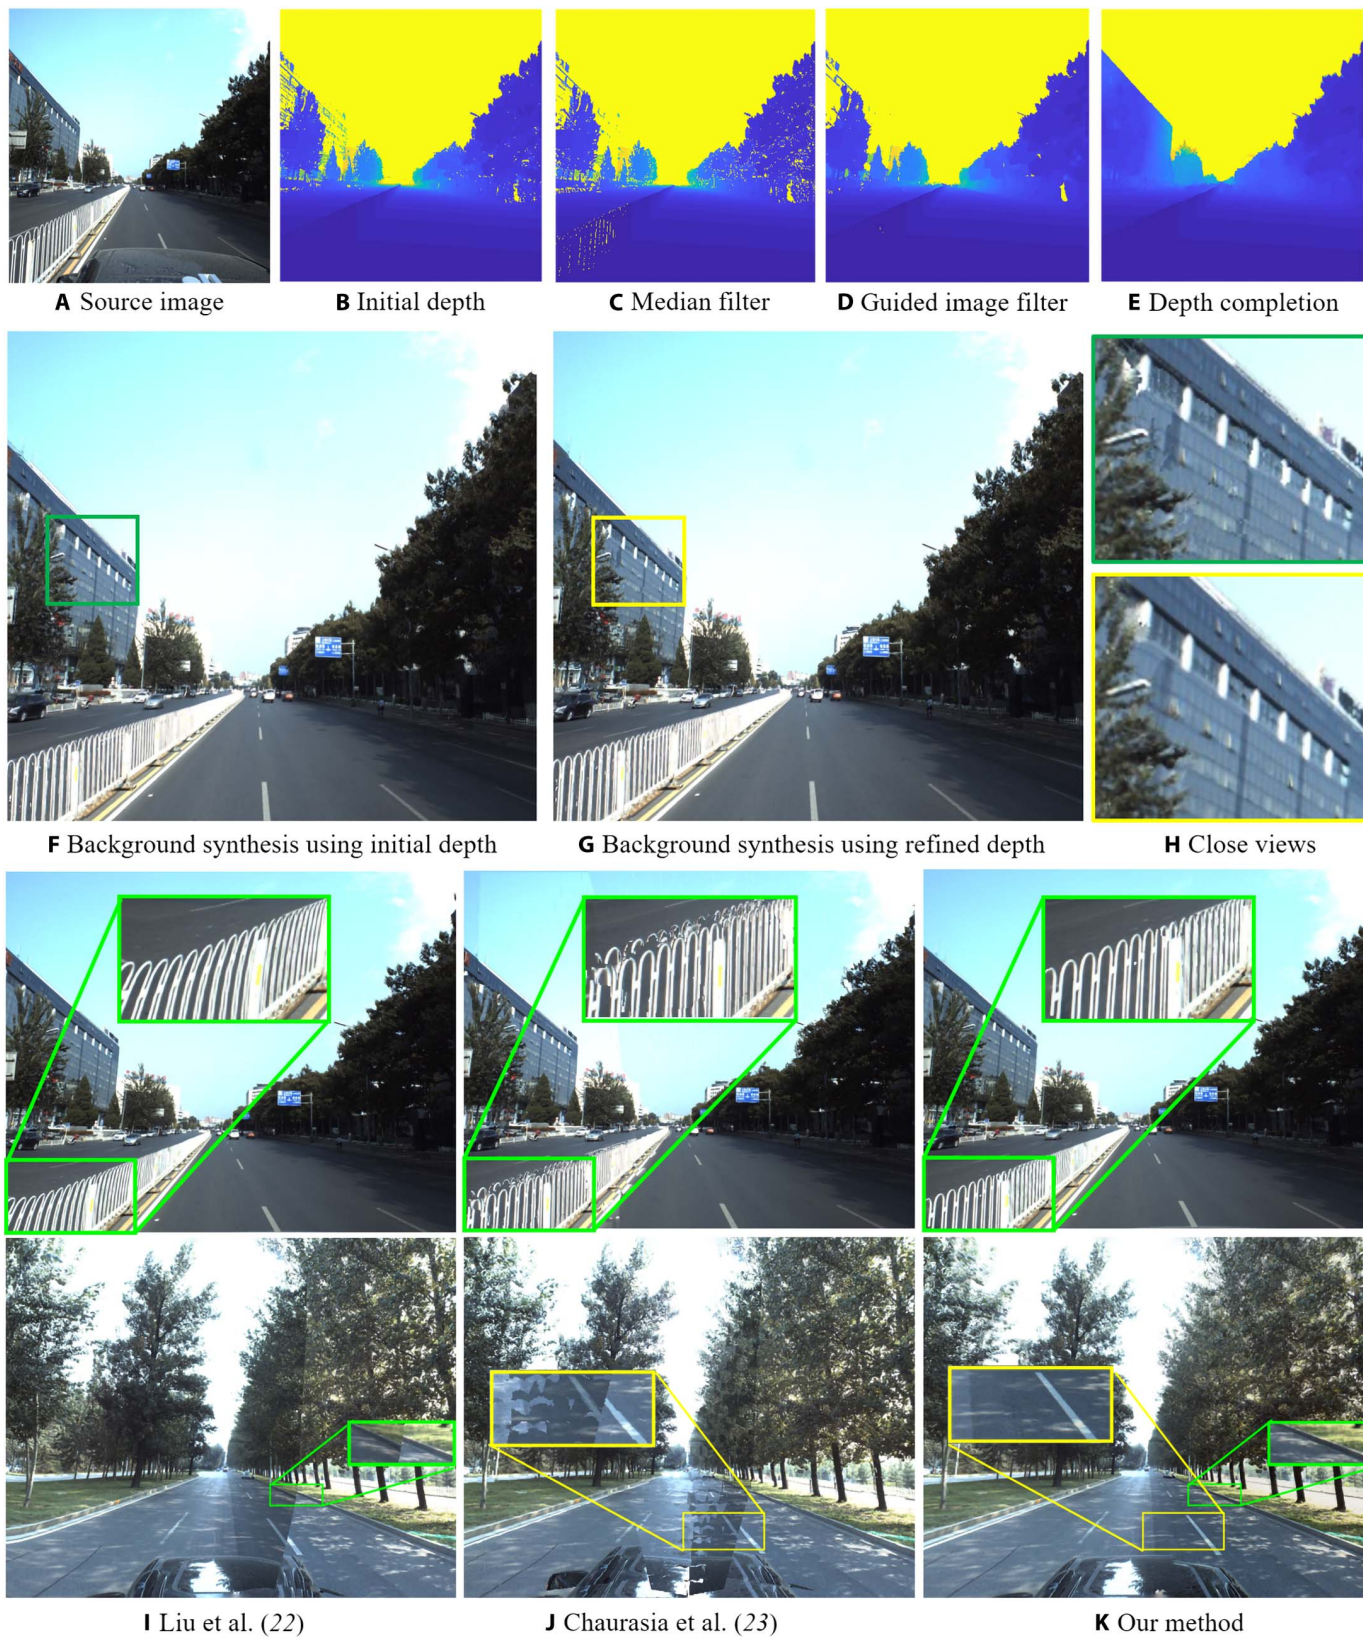 A Source image
B Initial depth
C Median filter
D Guided image filter
E Depth completion
F Background synthesis using initial depth
G Background synthesis using refined depth
H Close views
I Liu et al. (22)
J Chaurasia et al. (23)
K Our method